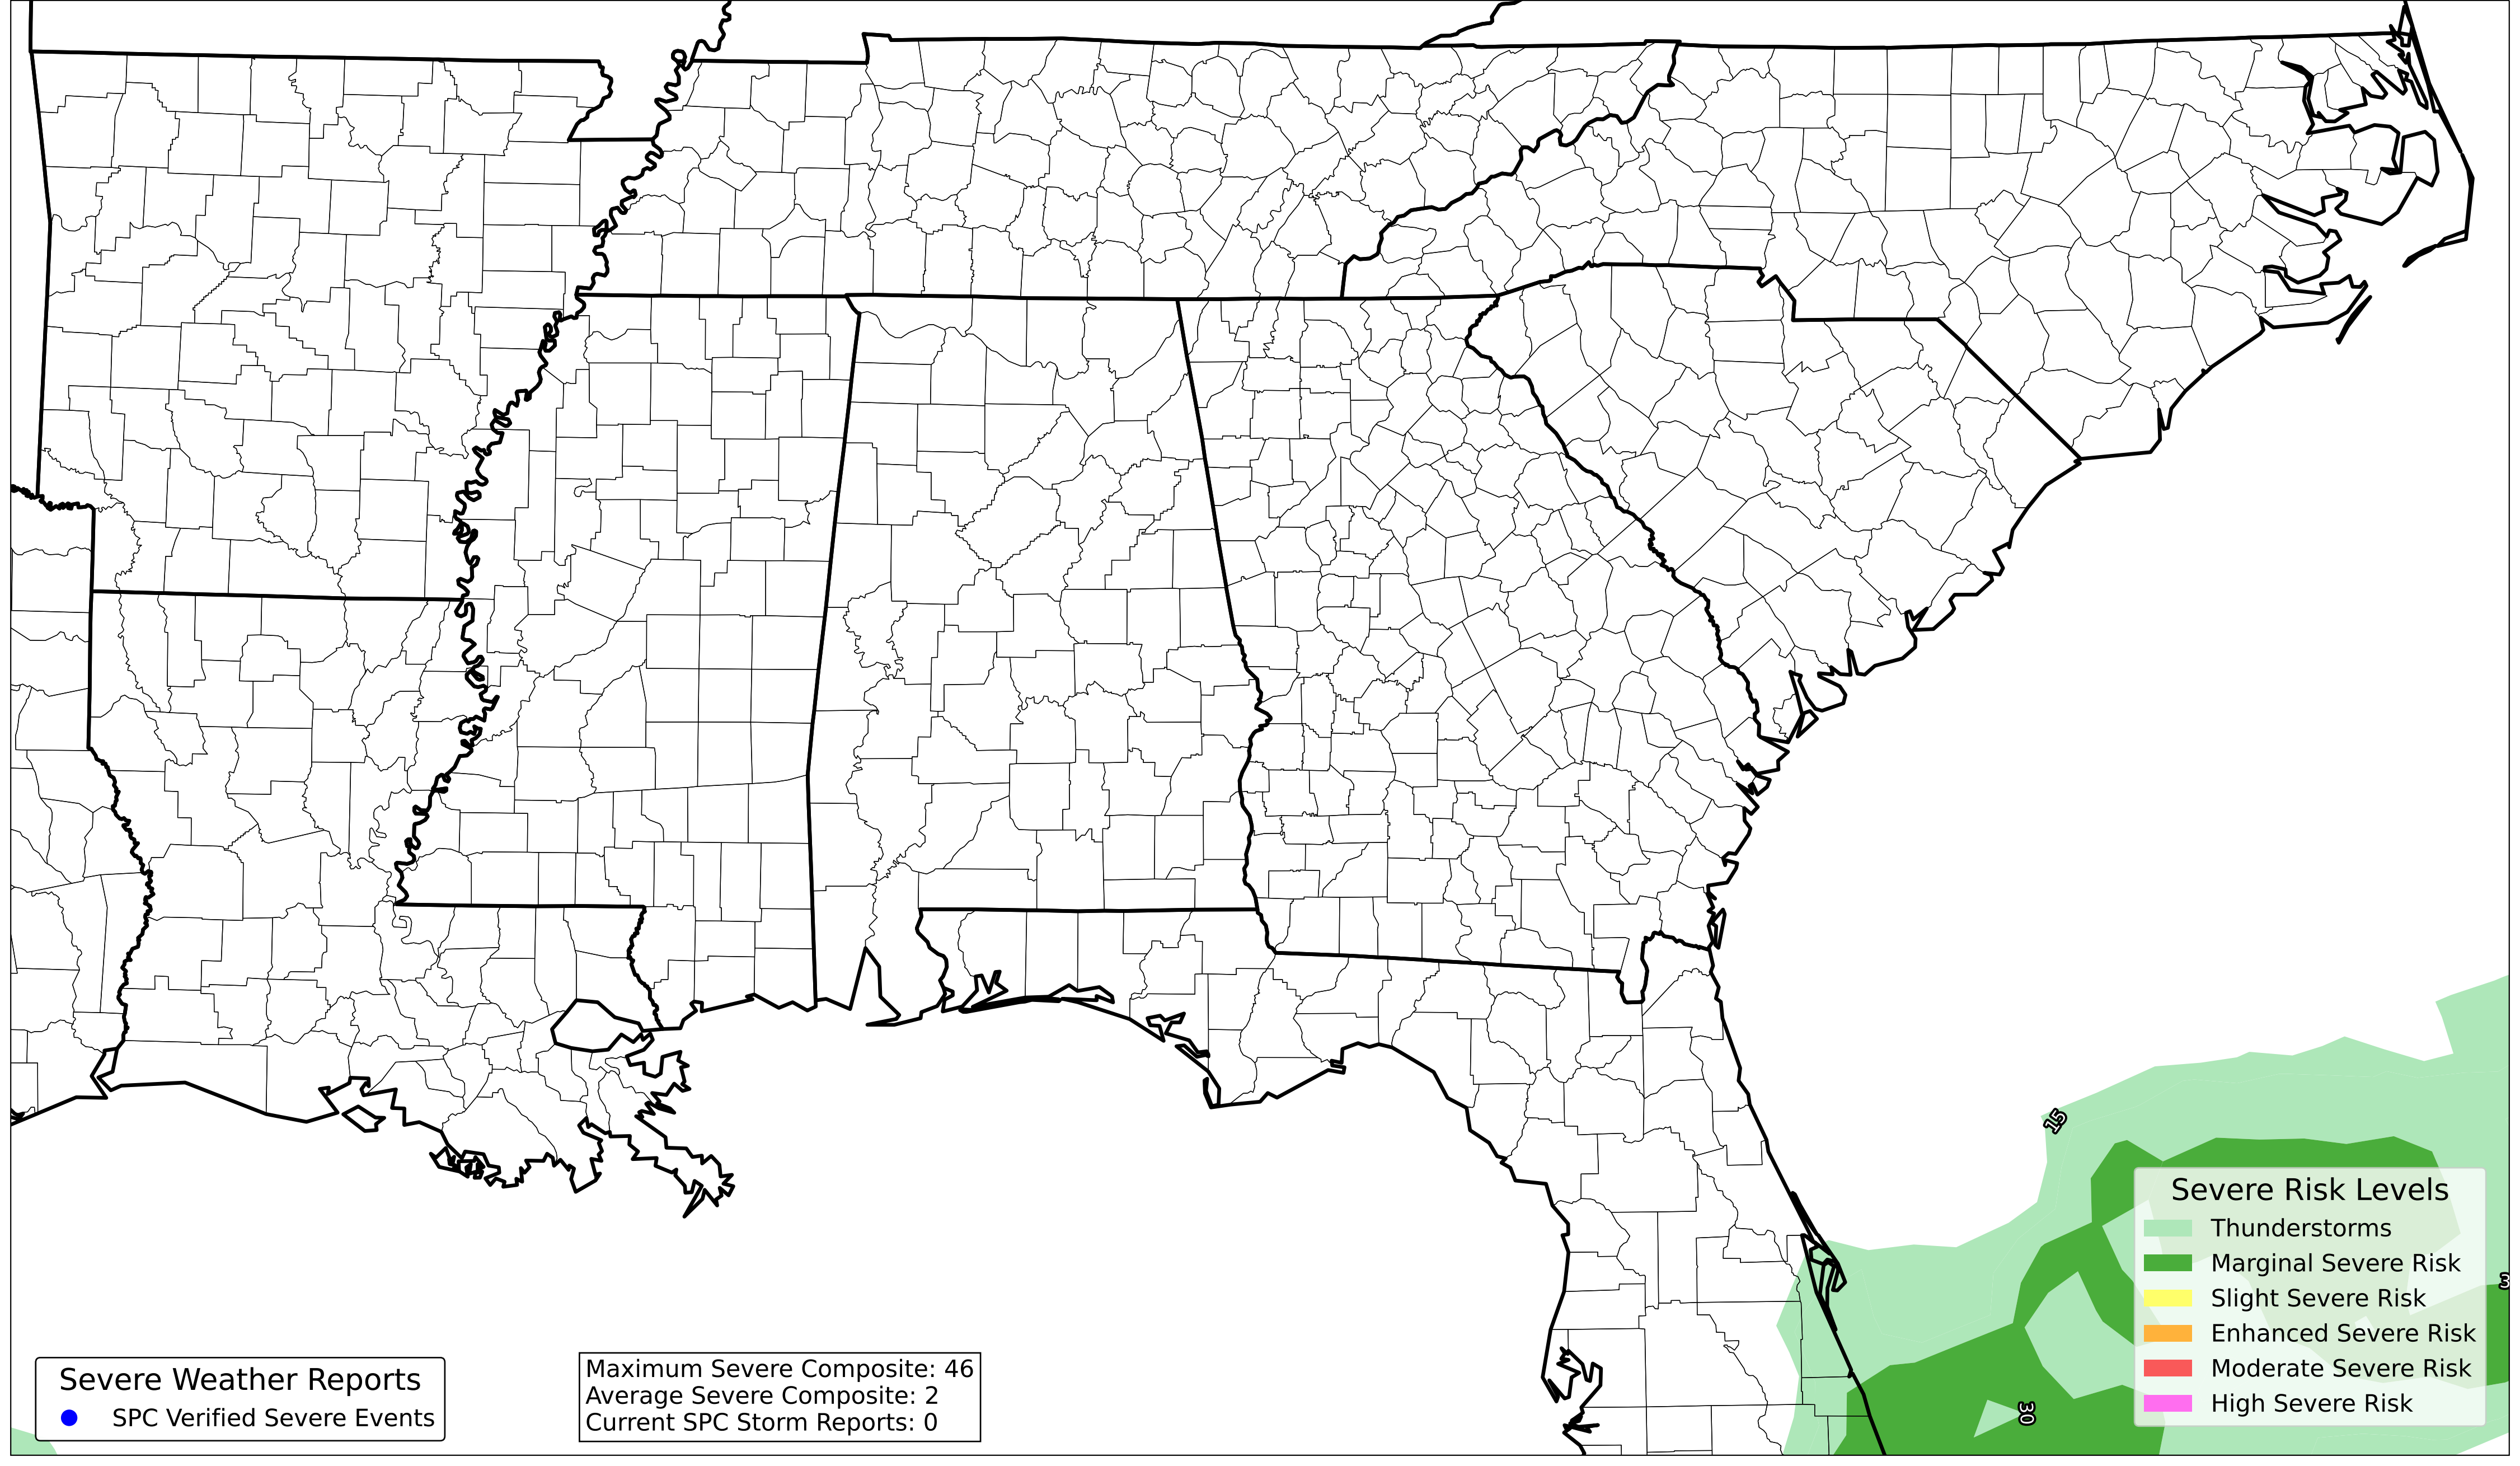 15
Severe Risk Levels
Thunderstorms
Marginal Severe Risk
Slight Severe Risk
Enhanced Severe Risk
Moderate Severe Risk
High Severe Risk
3
30
Severe Weather Reports
SPC Verified Severe Events
Maximum Severe Composite: 46
Average Severe Composite: 2
Current SPC Storm Reports: 0